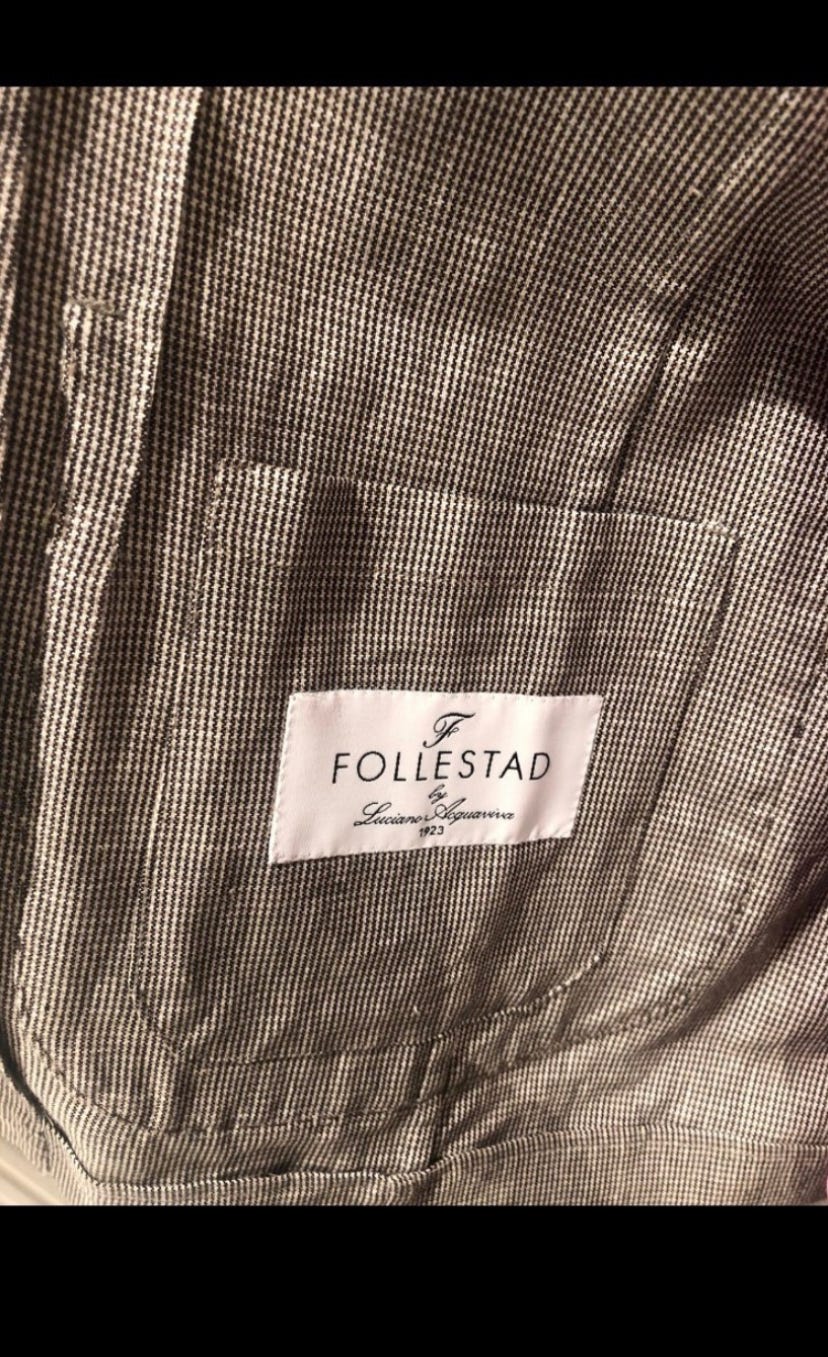 F
FOLLESTAD
by
Luciano Acquaviva
1923